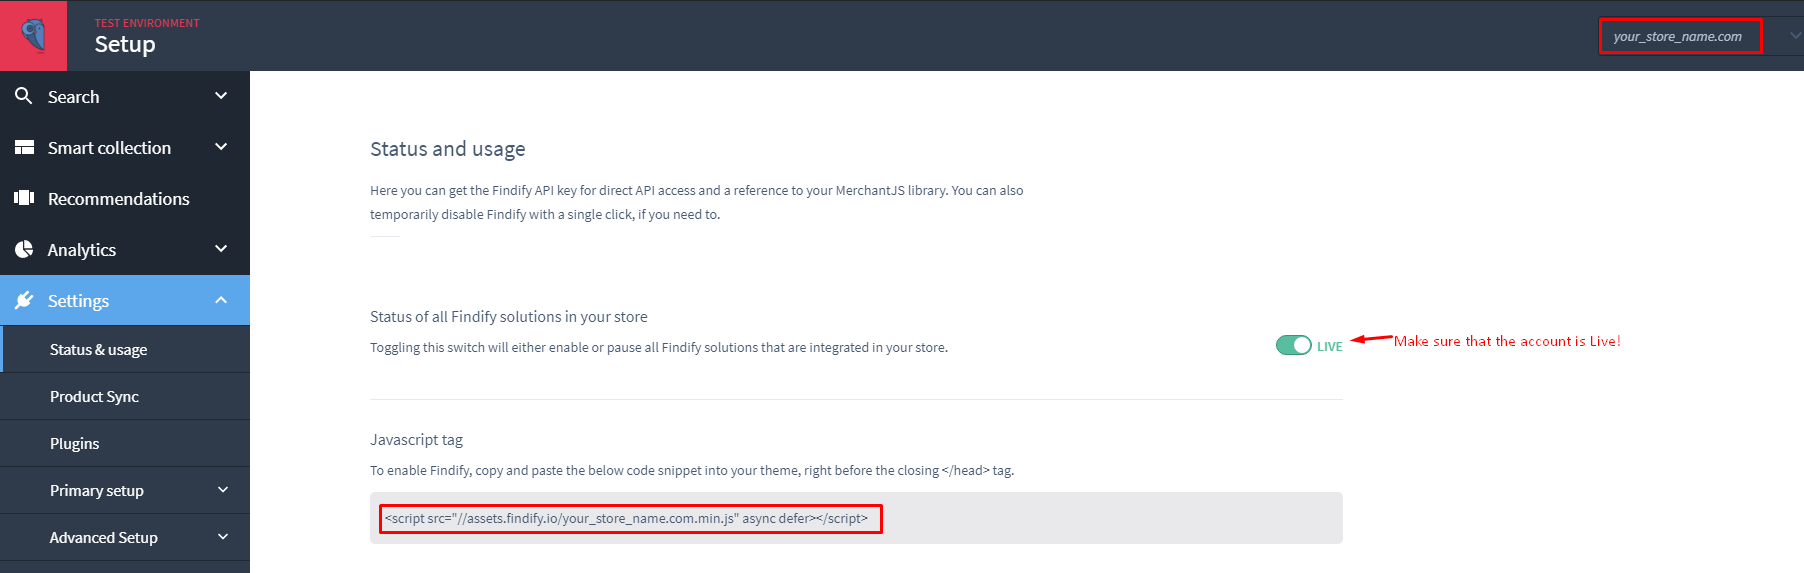 TEST ENVIRONMENT
Setup
your_store_name.com
Search
Smart collection
Recommendations
Analytics
Settings
Status & usage
Product Sync
Plugins
Primary setup
Advanced Setup
Status and usage
Here you can get the Findify API key for direct API access and a reference to your MerchantJS library. You can also
temporarily disable Findify with a single click, if you need to.
Status of all Findify solutions in your store
Toggling this switch will either enable or pause all Findify solutions that are integrated in your store.
LIVE
Make sure that the account is Live!
Javascript tag
To enable Findify, copy and paste the below code snippet into your theme, right before the closing </head> tag.
<script src="//assets.findify.io/your_store_name.com.min.js" async defer></script>